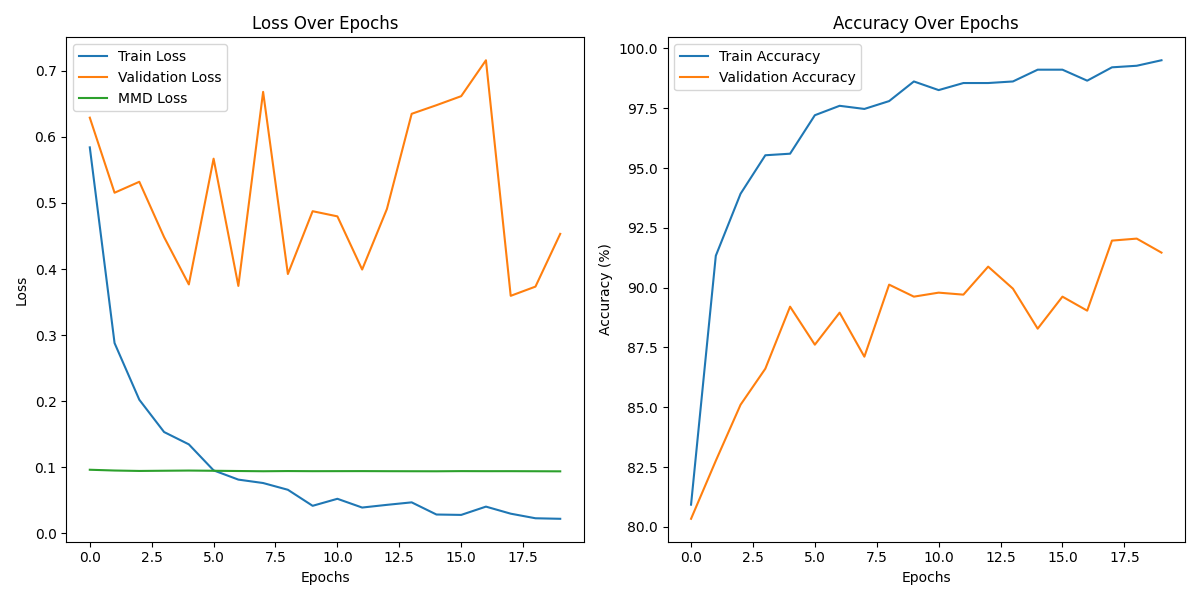 Loss Over Epochs
Train Loss
Validation Loss
MMD Loss
0.7
0.6
0.5
0.4
0.3
0.2
0.1
0.0
Loss
0.0 2.5 5.0 7.5 10.0 12.5 15.0 17.5
Epochs
Accuracy Over Epochs
Train Accuracy
Validation Accuracy
100.0
97.5
95.0
92.5
90.0
87.5
85.0
82.5
80.0
Accuracy (%)
0.0 2.5 5.0 7.5 10.0 12.5 15.0 17.5
Epochs